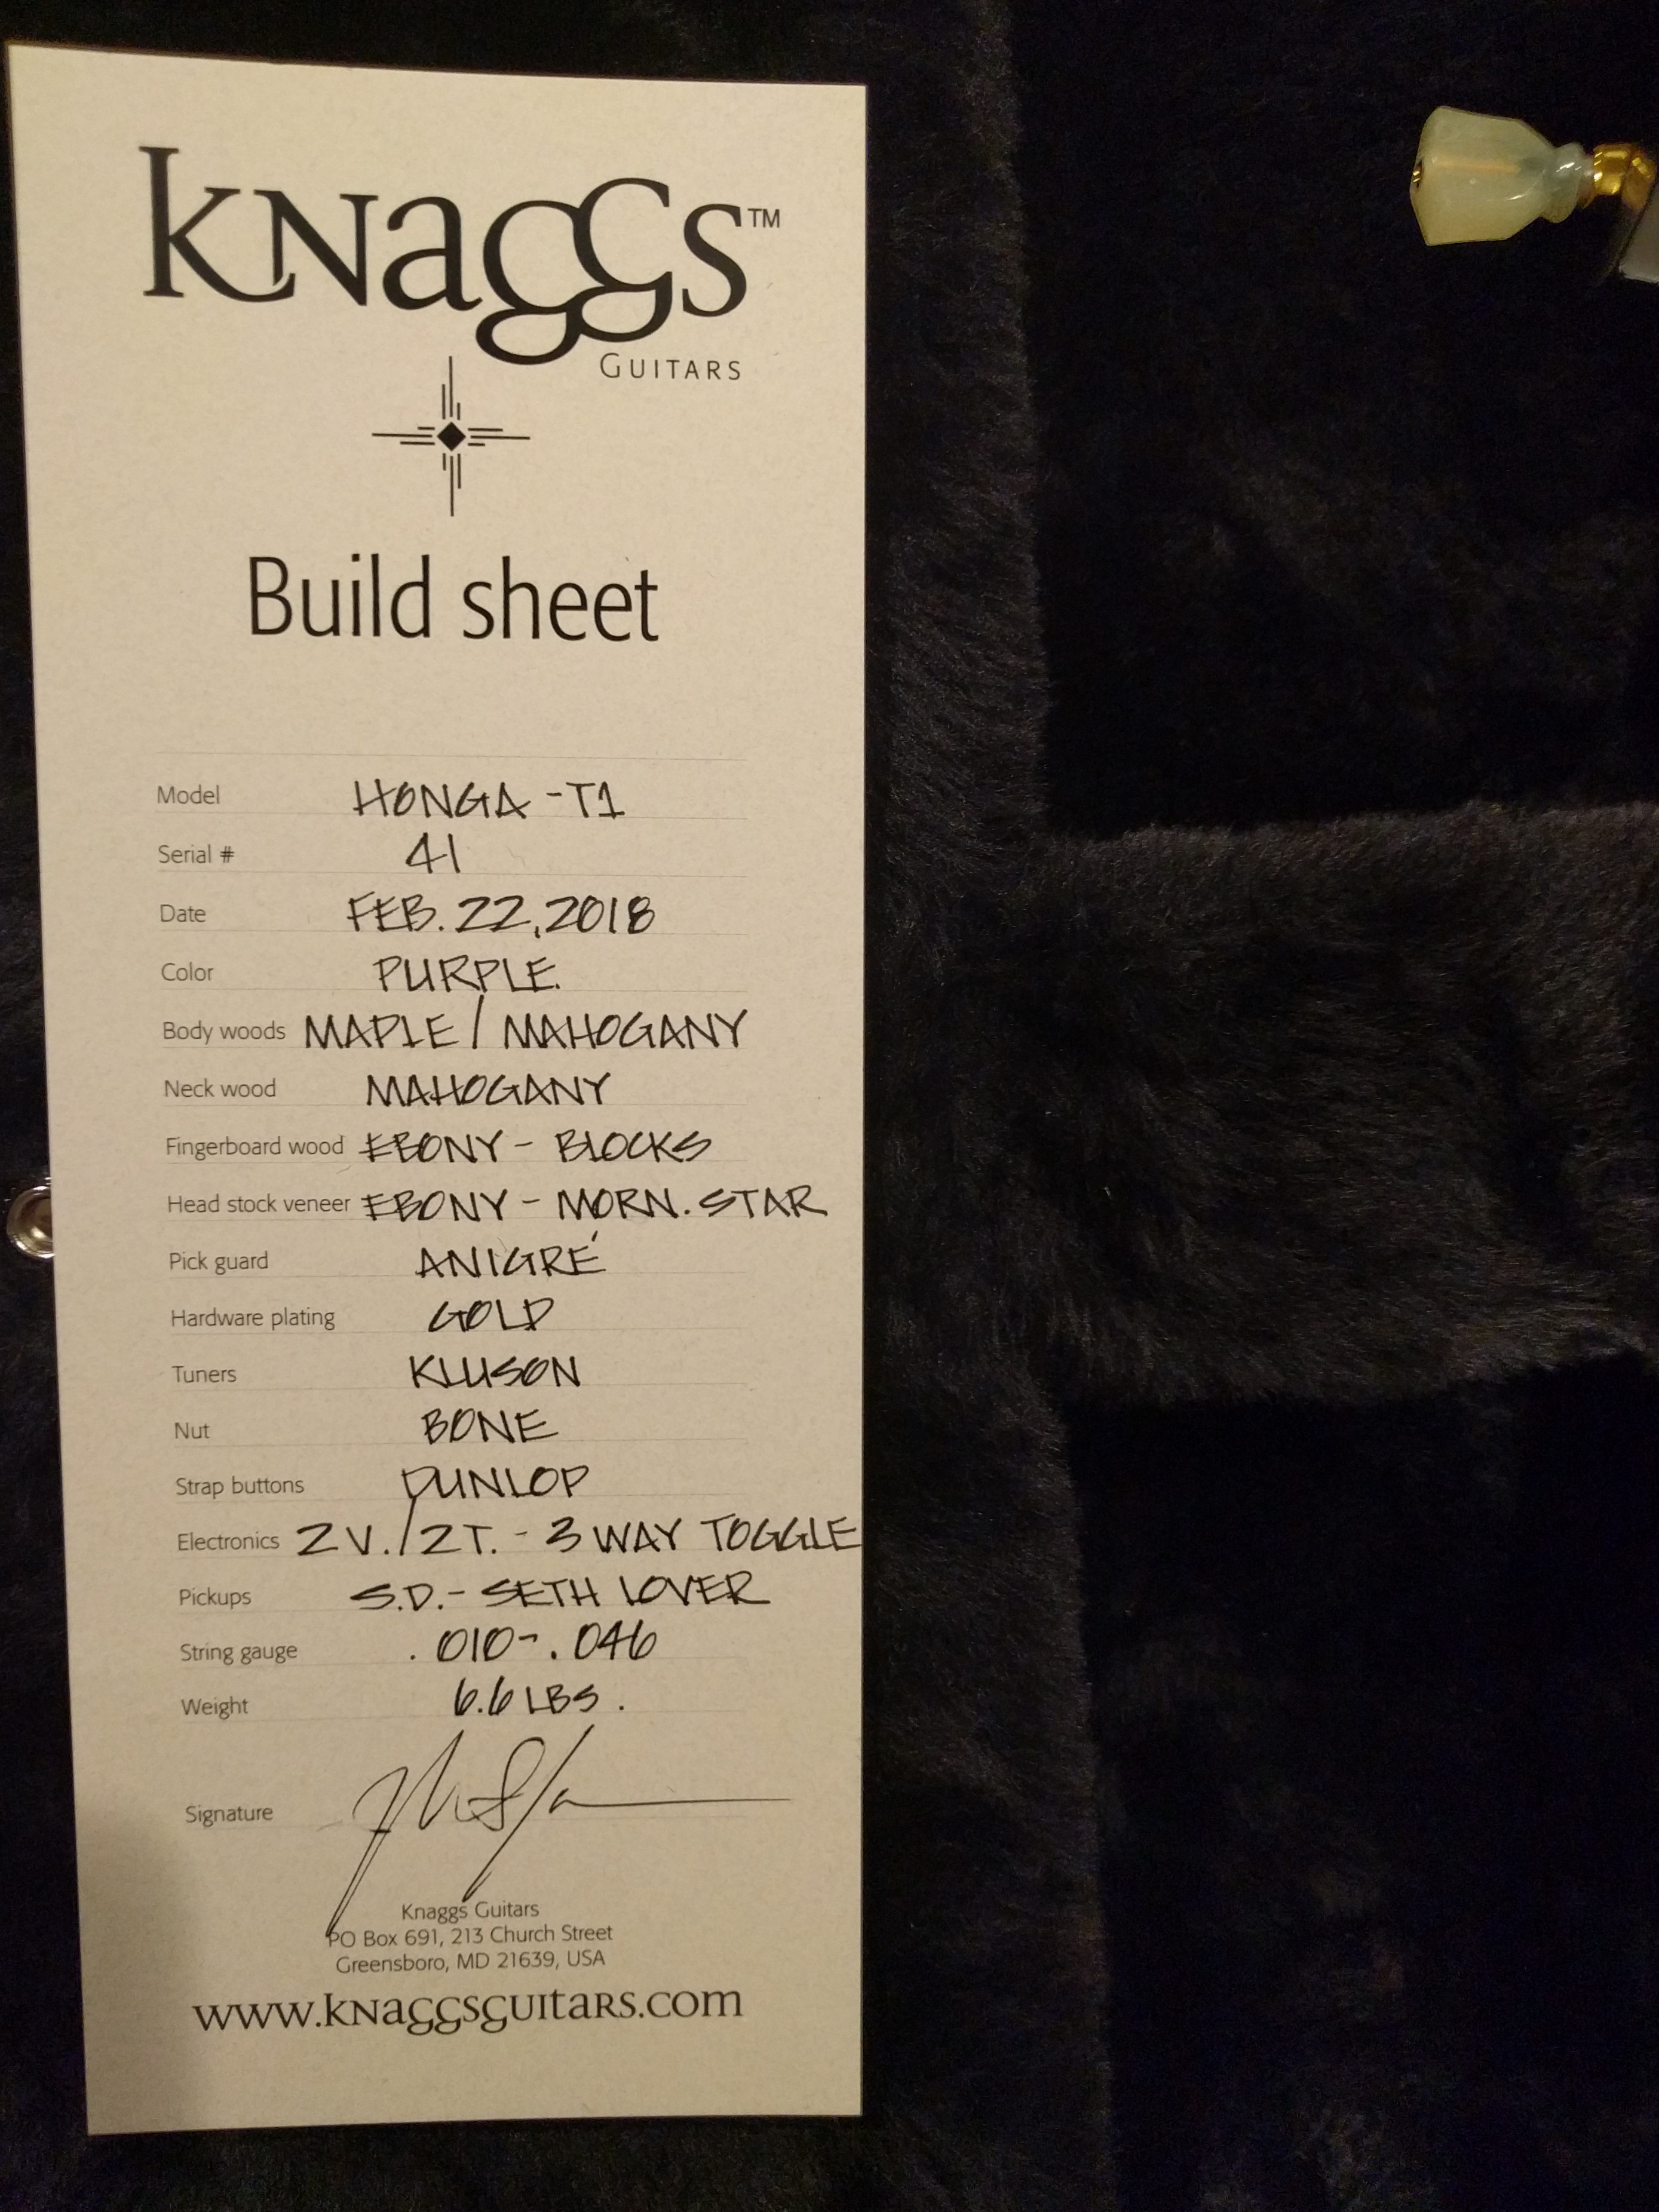 KNaGGS™
GUITARS
Build sheet
Model HONGA - T1
Serial # 41
Date FEB. 22, 2018
Color PURPLE.
Body woods MAPLE / MAHOGANY
Neck wood MAHOGANY
Fingerboard wood EBONY - BLOCKS
Head stock veneer EBONY - MORN. STAR
Pick guard ANIGRÉ
Hardware plating GOLD
Tuners KLUSON
Nut BONE
Strap buttons DUNLOP
Electronics 2 V. / 2 T. - 3 WAY TOGGLE
Pickups S.D. - SETH LOVER
String gauge .010 - .046
Weight 6.6 LBS.
Signature
Knaggs Guitars
PO Box 691, 213 Church Street
Greensboro, MD 21639, USA
www.knaggsguitars.com